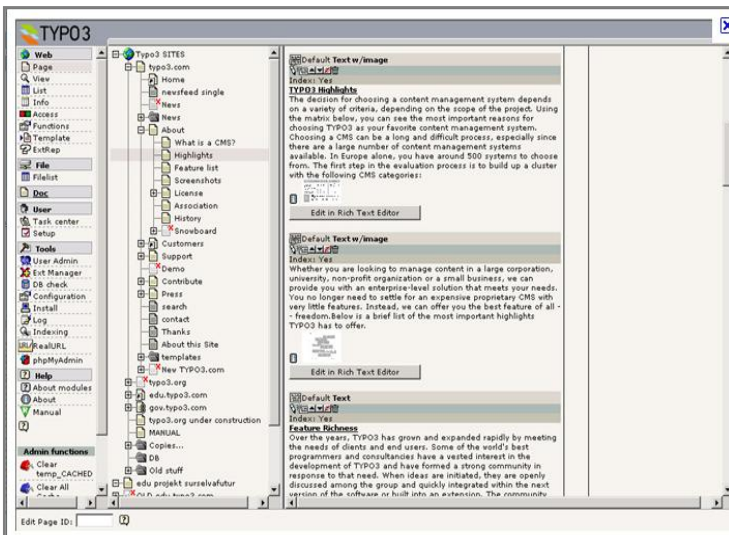 TYPO3
Web
Page
View
List
Info
Access
Functions
Template
ExtRep
File
Filelist
Doc
User
Task center
Setup
Tools
User Admin
Ext Manager
DB check
Configuration
Install
Log
Indexing
RealURL
phpMyAdmin
Help
About modules
About
Manual
Admin functions
Clear
temp_CACHED
Clear All
Typo3 SITES
typo3.com
Home
newsfeed single
News
News
About
What is a CMS?
Highlights
Feature list
Screenshots
License
Association
History
Snowboard
Customers
Support
Demo
Contribute
Press
search
contact
Thanks
About this Site
templates
New TYPO3.com
typo3.org
edu.typo3.com
gov.typo3.com
typo3.org under construction
MANUAL
Copies...
DB
Old stuff
edu projekt surselvafutur
OLD edu.typo3.com
Default Text w/image
Index: Yes
TYPO3 Highlights
The decision for choosing a content management system depends
on a variety of criteria, depending on the scope of the project. Using
the matrix below, you can see the most important reasons for
choosing TYPO3 as your favorite content management system.
Choosing a CMS can be a long and difficult process, especially since
there are a large number of content management systems
available. In Europe alone, you have around 500 systems to choose
from. The first step in the evaluation process is to build up a cluster
with the following CMS categories:
Edit in Rich Text Editor
Default Text w/image
Index: Yes
Whether you are looking to manage content in a large corporation,
university, non-profit organization or a small business, we can
provide you with an enterprise-level solution that meets your needs.
You no longer need to settle for an expensive proprietary CMS with
very little features. Instead, we can offer you the best feature of all -
- freedom.Below is a brief list of the most important highlights
TYPO3 has to offer.
Edit in Rich Text Editor
Default Text
Index: Yes
Feature Richness
Over the years, TYPO3 has grown and expanded rapidly by meeting
the needs of clients and end users. Some of the world's best
programmers and consultancies have a vested interest in the
development of TYPO3 and have formed a strong community in
response to that need. When ideas are initiated, they are openly
discussed among the group and quickly integrated within the next
version of the software or built into an extension. The community
Edit Page ID: